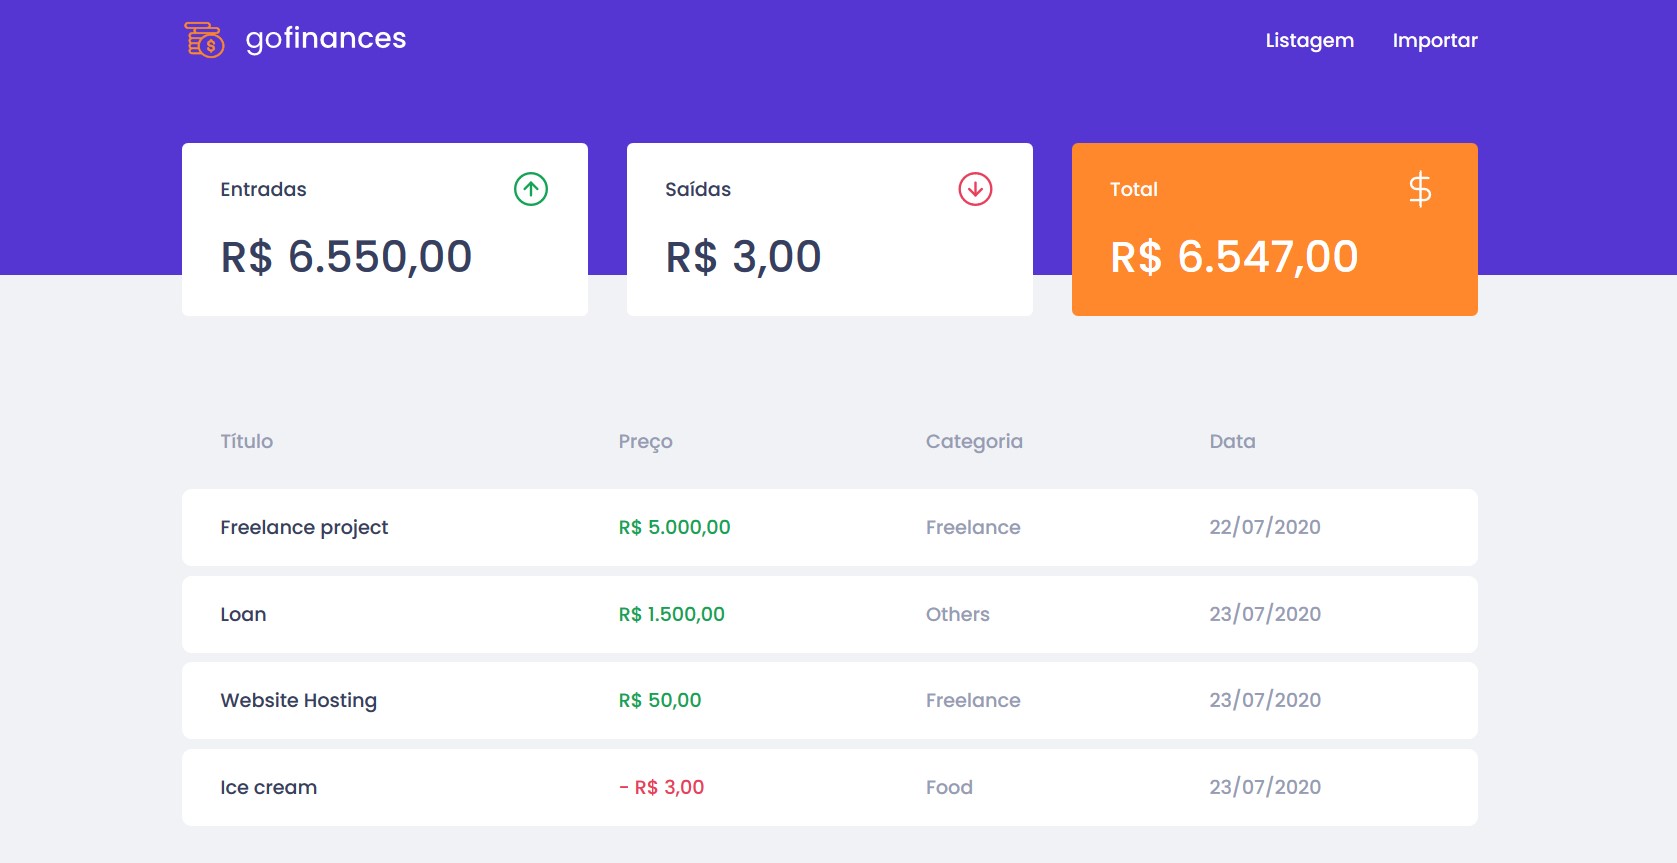 gofinances Listagem Importar
Entradas Saídas Total
R$ 6.550,00 R$ 3,00 R$ 6.547,00
Título Preço Categoria Data
Freelance project R$ 5.000,00 Freelance 22/07/2020
Loan R$ 1.500,00 Others 23/07/2020
Website Hosting R$ 50,00 Freelance 23/07/2020
Ice cream - R$ 3,00 Food 23/07/2020